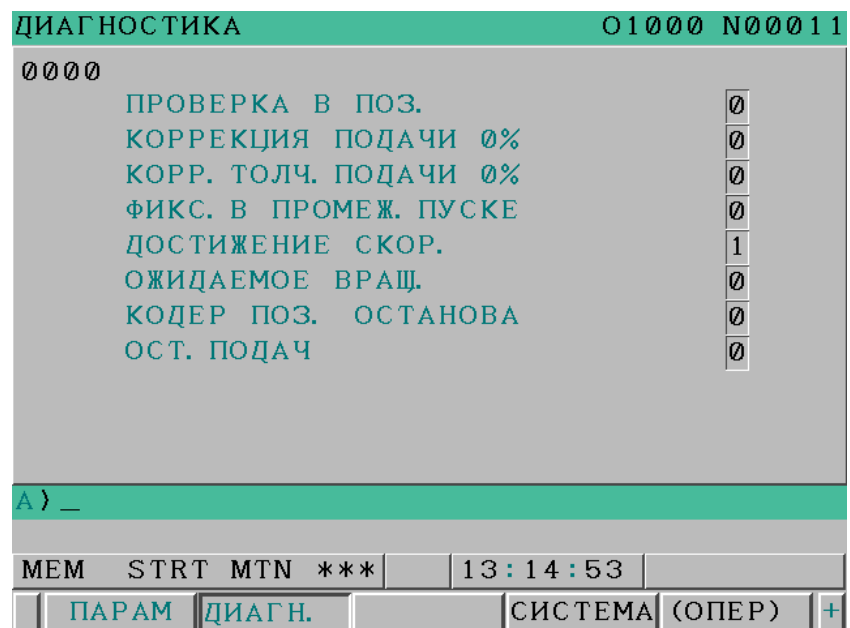 ДИАГНОСТИКА O1000 N00011
0000
ПРОВЕРКА В ПОЗ. 0
КОРРЕКЦИЯ ПОДАЧИ 0% 0
КОРР. ТОЛЧ. ПОДАЧИ 0% 0
ФИКС. В ПРОМЕЖ. ПУСКЕ 0
ДОСТИЖЕНИЕ СКОР. 1
ОЖИДАЕМОЕ ВРАЩ. 0
КОДЕР ПОЗ. ОСТАНОВА 0
ОСТ. ПОДАЧ 0
A)_
MEM STRT MTN *** 13:14:53
ПАРАМ ДИАГН. СИСТЕМА (ОПЕР) +